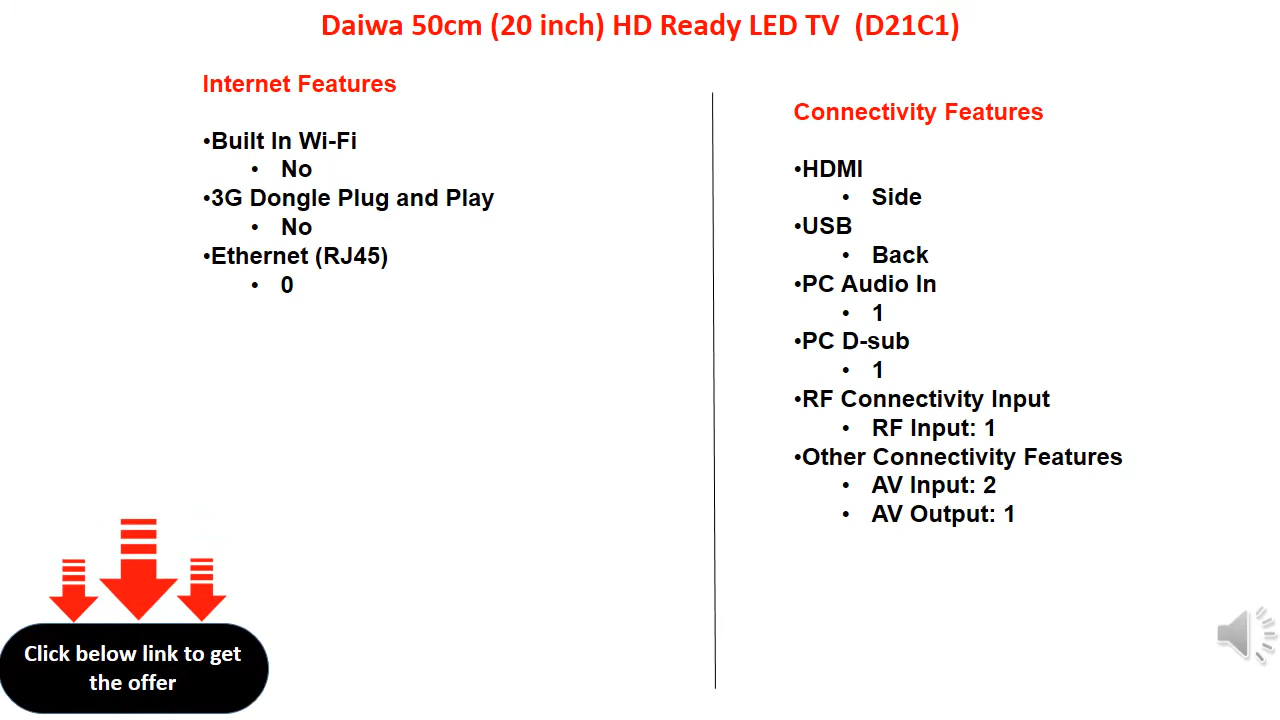 Daiwa 50cm (20 inch) HD Ready LED TV (D21C1)
Internet Features
•Built In Wi-Fi
• No
•3G Dongle Plug and Play
• No
•Ethernet (RJ45)
• 0
Connectivity Features
•HDMI
• Side
•USB
• Back
•PC Audio In
• 1
•PC D-sub
• 1
•RF Connectivity Input
• RF Input: 1
•Other Connectivity Features
• AV Input: 2
• AV Output: 1
Click below link to get
the offer